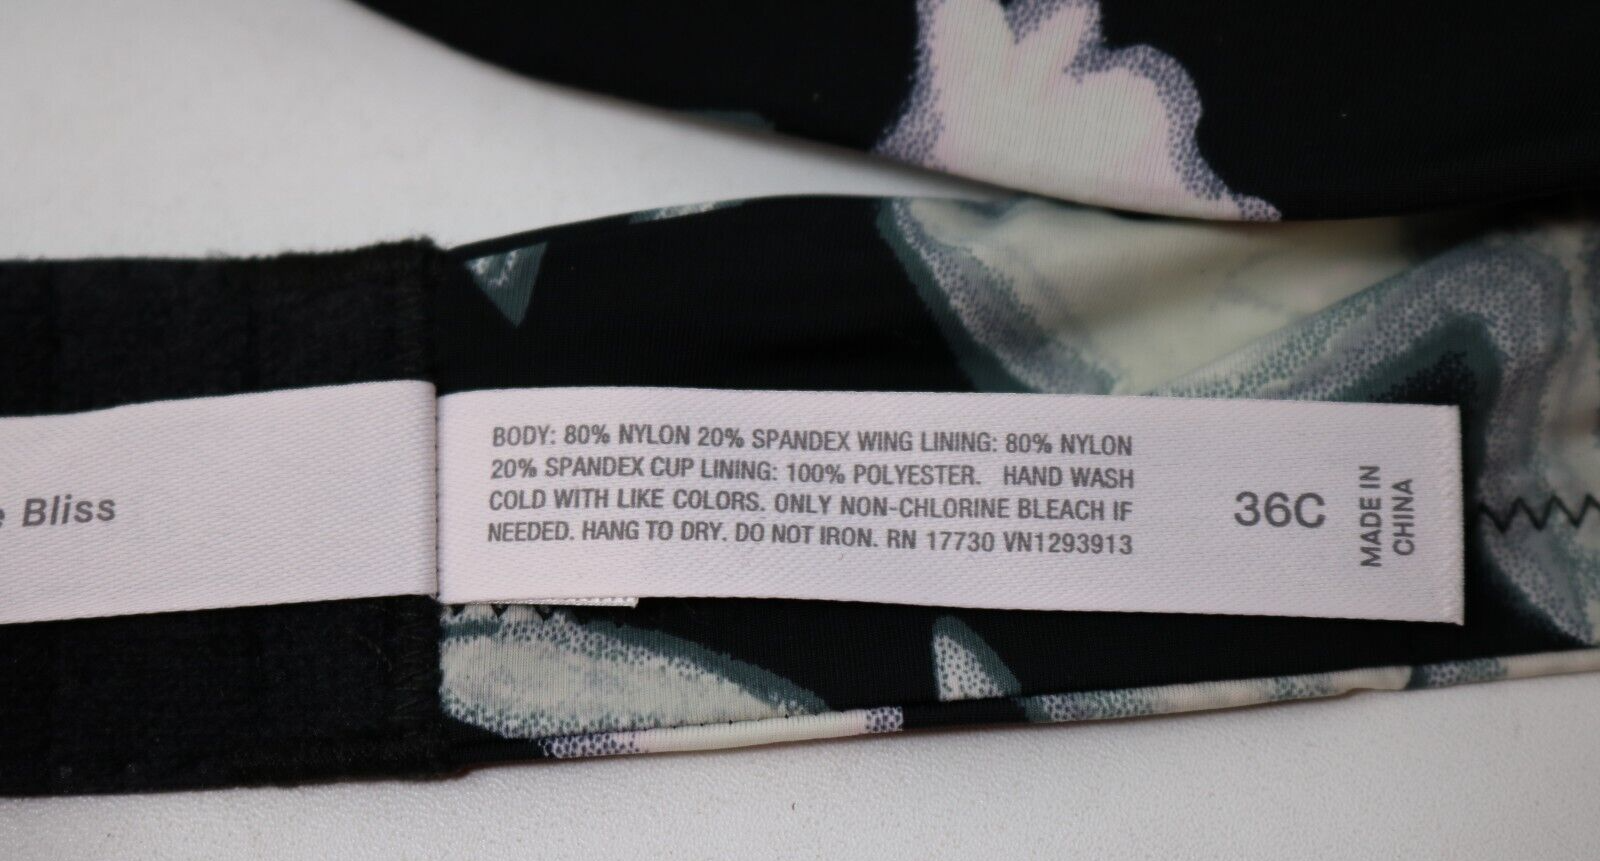 Bliss
BODY: 80% NYLON 20% SPANDEX WING LINING: 80% NYLON
20% SPANDEX CUP LINING: 100% POLYESTER. HAND WASH
COLD WITH LIKE COLORS. ONLY NON-CHLORINE BLEACH IF
NEEDED. HANG TO DRY. DO NOT IRON. RN 17730 VN1293913
36C
MADE IN
CHINA